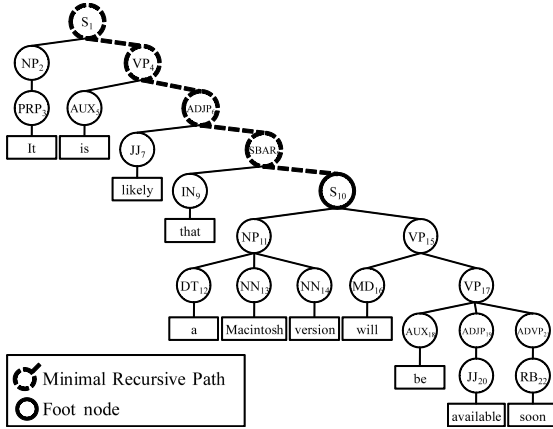 S1
NP2 VP4
PRP3 AUX5 ADJP
It is JJ7 SBAR
likely IN9 S10
that NP11 VP15
DT12 NN13 NN14 MD16 VP17
a Macintosh version will AUX18 ADJP19 ADVP
be JJ20 RB22
available soon
Minimal Recursive Path
Foot node